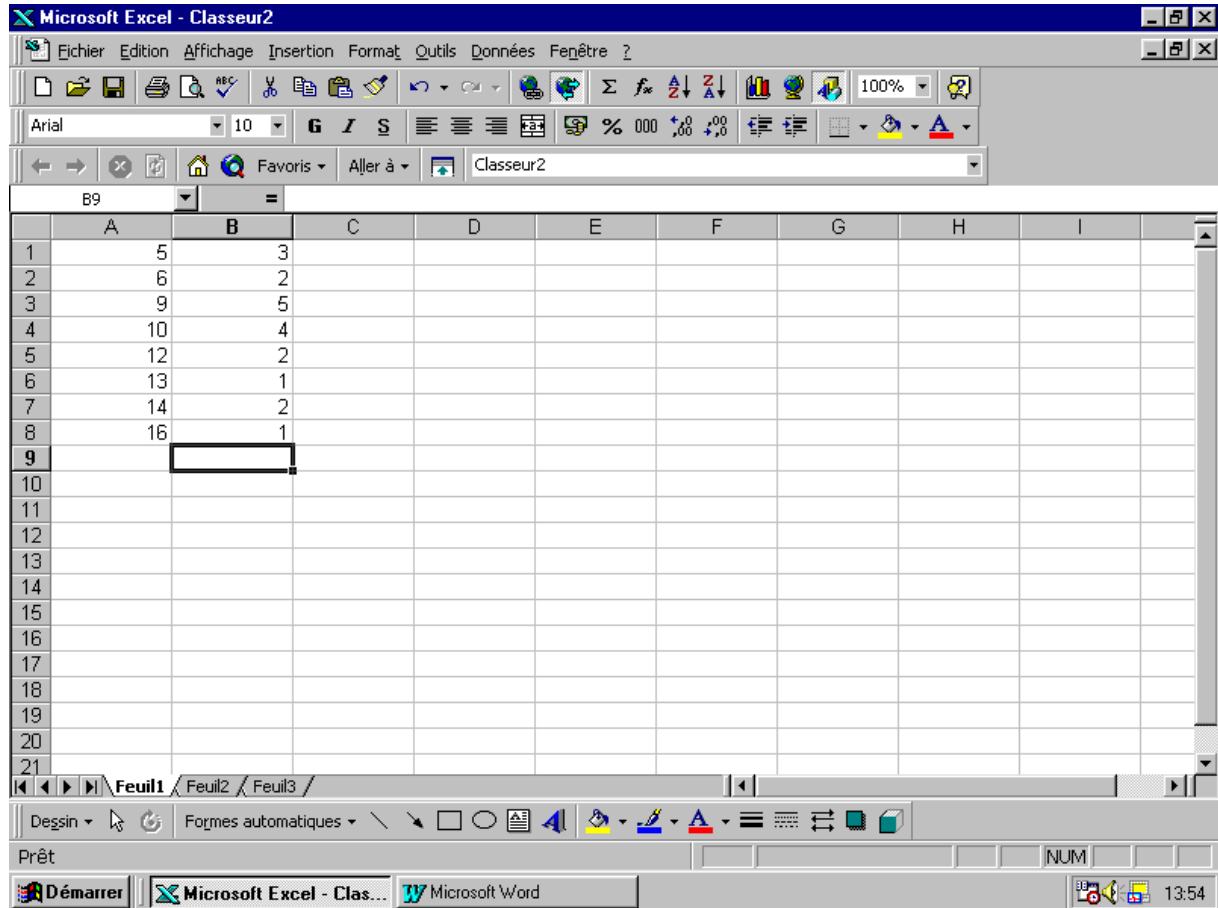 Microsoft Excel - Classeur2
Fichier Edition Affichage Insertion Format Outils Données Fenêtre ?
100%
Arial 10 G I S % 000
Favoris Aller à Classeur2
B9 =
A B C D E F G H I
1 5 3
2 6 2
3 9 5
4 10 4
5 12 2
6 13 1
7 14 2
8 16 1
9
10
11
12
13
14
15
16
17
18
19
20
21
Feuil1 Feuil2 Feuil3
Dessin Formes automatiques
Prêt NUM
Démarrer Microsoft Excel - Clas... Microsoft Word 13:54